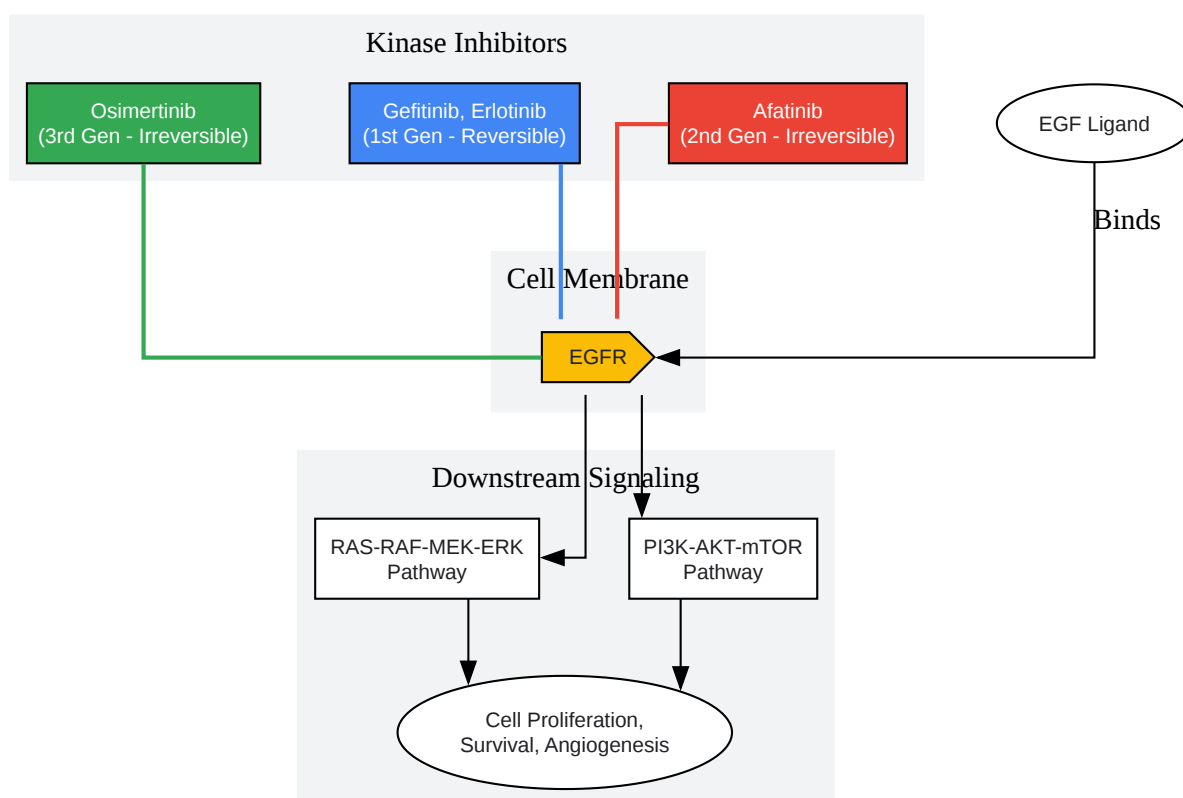 Kinase Inhibitors
Osimertinib
(3rd Gen - Irreversible)
Gefitinib, Erlotinib
(1st Gen - Reversible)
Afatinib
(2nd Gen - Irreversible)
EGF Ligand
Binds
Cell Membrane
EGFR
Downstream Signaling
RAS-RAF-MEK-ERK
Pathway
PI3K-AKT-mTOR
Pathway
Cell Proliferation,
Survival, Angiogenesis